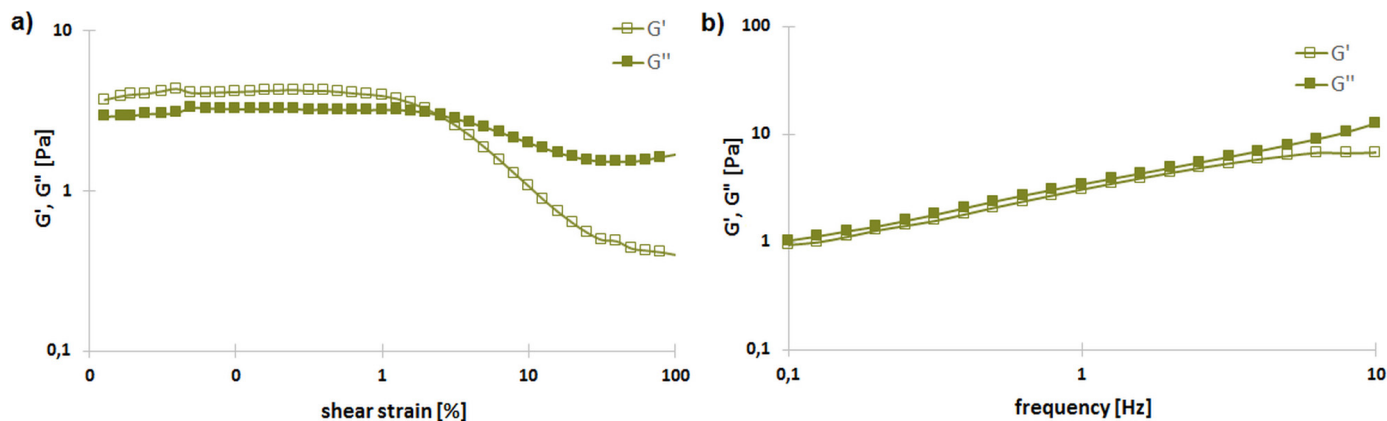 a)
10
1
0,1
G', G" [Pa]
G'
G"
0 0 1 10 100
shear strain [%]
b)
100
10
1
0,1
G', G" [Pa]
G'
G"
0,1 1 10
frequency [Hz]